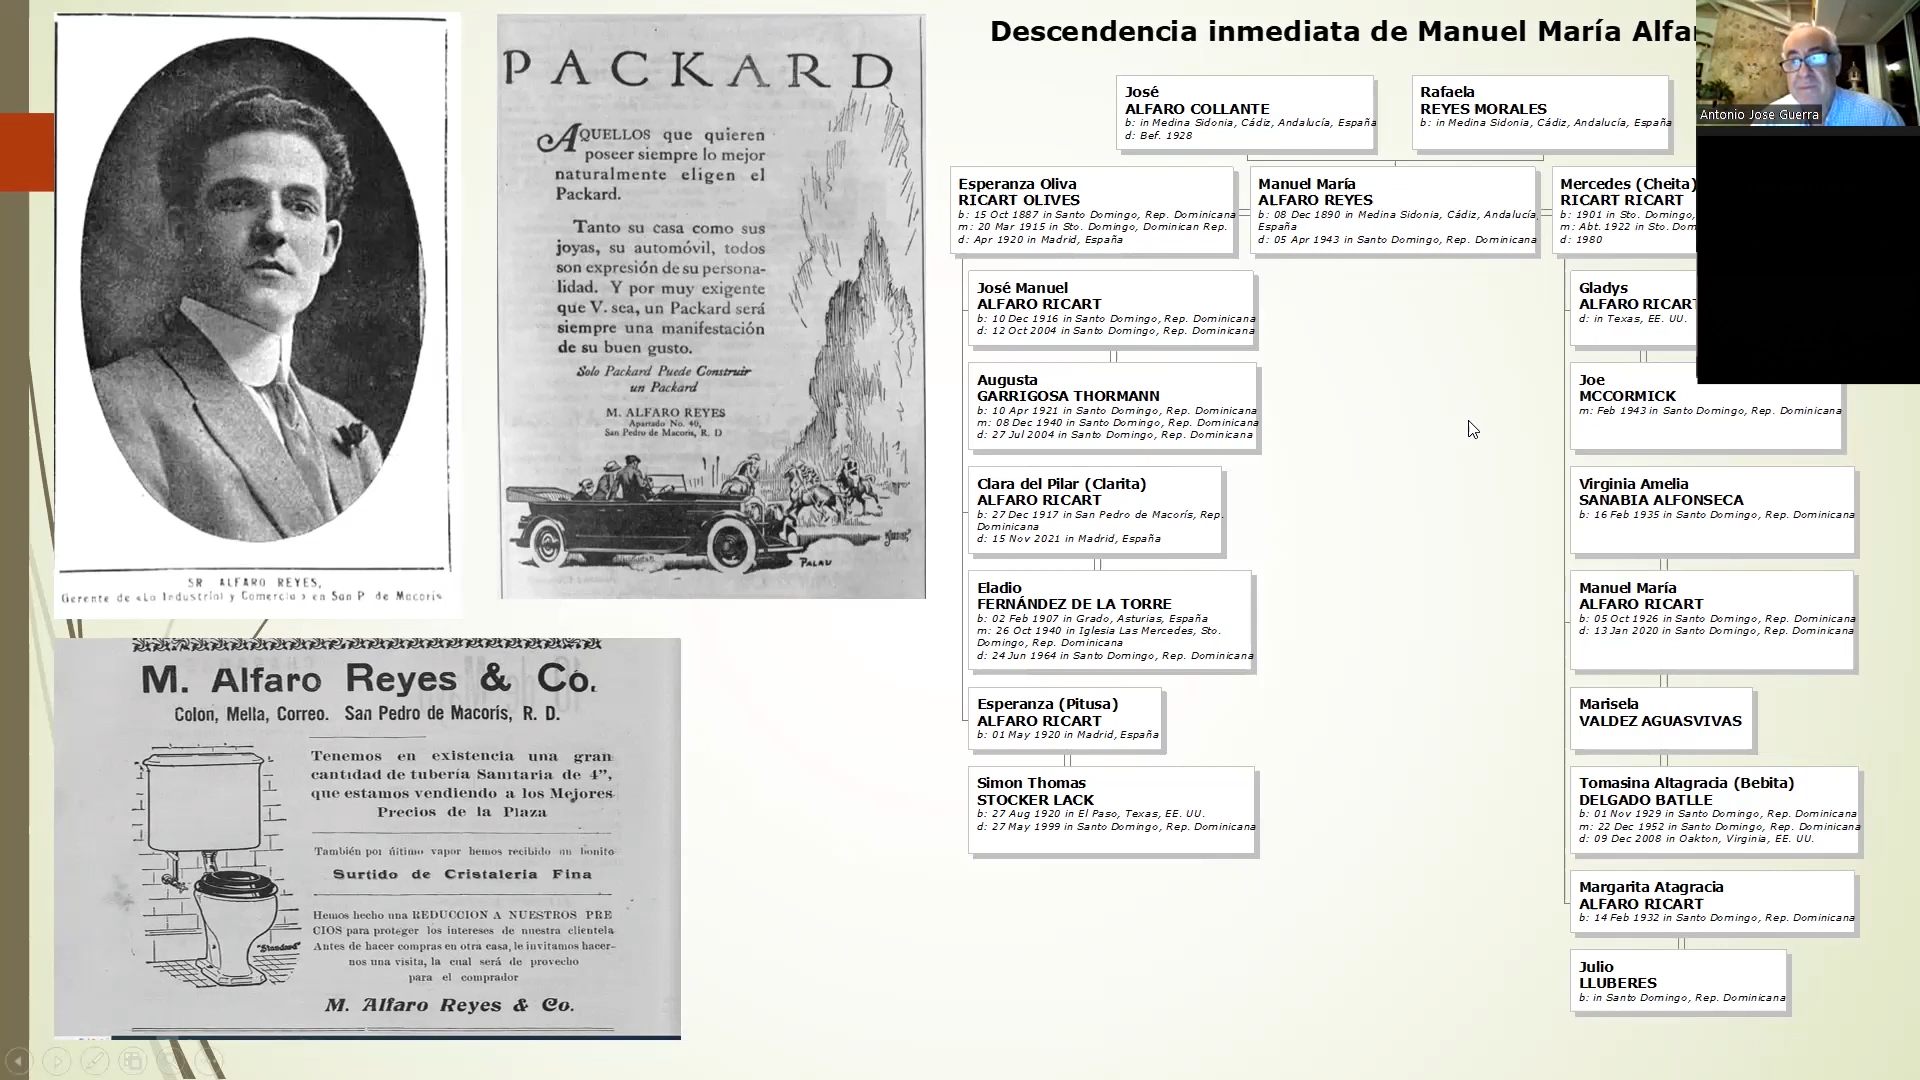 SR ALFARO REYES,
Gerente de «La Industrial y Comercial» en San P. de Macorís
PACKARD
AQUELLOS que quieren
poseer siempre lo mejor
naturalmente eligen el
Packard.
Tanto su casa como sus
joyas, su automóvil, todos
son expresión de su persona-
lidad. Y por muy exigente
que V. sea, un Packard será
siempre una manifestación
de su buen gusto.
Solo Packard Puede Construir
un Packard
M. ALFARO REYES
Apartado No. 40,
San Pedro de Macoris, R. D
PALAU
M. Alfaro Reyes & Co.
Colon, Mella, Correo. San Pedro de Macorís, R. D.
Tenemos en existencia una gran
cantidad de tubería Sanitaria de 4”,
que estamos vendiendo a los Mejores
Precios de la Plaza
También por último vapor hemos recibido un bonito
Surtido de Cristaleria Fina
Hemos hecho una REDUCCION A NUESTROS PRE
CIOS para proteger los intereses de nuestra clientela
Antes de hacer compras en otra casa, le invitamos hacer-
nos una visita, la cual será de provecho
para el comprador
"Standard"
M. Alfaro Reyes & Co.
Descendencia inmediata de Manuel María Alfar
José
ALFARO COLLANTE
b: in Medina Sidonia, Cádiz, Andalucía, España
d: Bef. 1928
Rafaela
REYES MORALES
b: in Medina Sidonia, Cádiz, Andalucía, España
Esperanza Oliva
RICART OLIVES
b: 15 Oct 1887 in Santo Domingo, Rep. Dominicana
m: 20 Mar 1915 in Sto. Domingo, Dominican Rep.
d: Apr 1920 in Madrid, España
Manuel María
ALFARO REYES
b: 08 Dec 1890 in Medina Sidonia, Cádiz, Andalucía,
España
d: 05 Apr 1943 in Santo Domingo, Rep. Dominicana
Mercedes (Cheita)
RICART RICART
b: 1901 in Sto. Domingo,
m: Abt. 1922 in Sto. Dom
d: 1980
José Manuel
ALFARO RICART
b: 10 Dec 1916 in Santo Domingo, Rep. Dominicana
d: 12 Oct 2004 in Santo Domingo, Rep. Dominicana
Augusta
GARRIGOSA THORMANN
b: 10 Apr 1921 in Santo Domingo, Rep. Dominicana
m: 08 Dec 1940 in Santo Domingo, Rep. Dominicana
d: 27 Jul 2004 in Santo Domingo, Rep. Dominicana
Clara del Pilar (Clarita)
ALFARO RICART
b: 27 Dec 1917 in San Pedro de Macorís, Rep.
Dominicana
d: 15 Nov 2021 in Madrid, España
Eladio
FERNÁNDEZ DE LA TORRE
b: 02 Feb 1907 in Grado, Asturias, España
m: 26 Oct 1940 in Iglesia Las Mercedes, Sto.
Domingo, Rep. Dominicana
d: 24 Jun 1964 in Santo Domingo, Rep. Dominicana
Esperanza (Pitusa)
ALFARO RICART
b: 01 May 1920 in Madrid, España
Simon Thomas
STOCKER LACK
b: 27 Aug 1920 in El Paso, Texas, EE. UU.
d: 27 May 1999 in Santo Domingo, Rep. Dominicana
Gladys
ALFARO RICART
d: in Texas, EE. UU.
Joe
MCCORMICK
m: Feb 1943 in Santo Domingo, Rep. Dominicana
Virginia Amelia
SANABIA ALFONSECA
b: 16 Feb 1935 in Santo Domingo, Rep. Dominicana
Manuel María
ALFARO RICART
b: 05 Oct 1926 in Santo Domingo, Rep. Dominicana
d: 13 Jan 2020 in Santo Domingo, Rep. Dominicana
Marisela
VALDEZ AGUASVIVAS
Tomasina Altagracia (Bebita)
DELGADO BATLLE
b: 01 Nov 1929 in Santo Domingo, Rep. Dominicana
m: 22 Dec 1952 in Santo Domingo, Rep. Dominicana
d: 09 Dec 2008 in Oakton, Virginia, EE. UU.
Margarita Atagracia
ALFARO RICART
b: 14 Feb 1932 in Santo Domingo, Rep. Dominicana
Julio
LLUBERES
b: in Santo Domingo, Rep. Dominicana
Antonio Jose Guerra